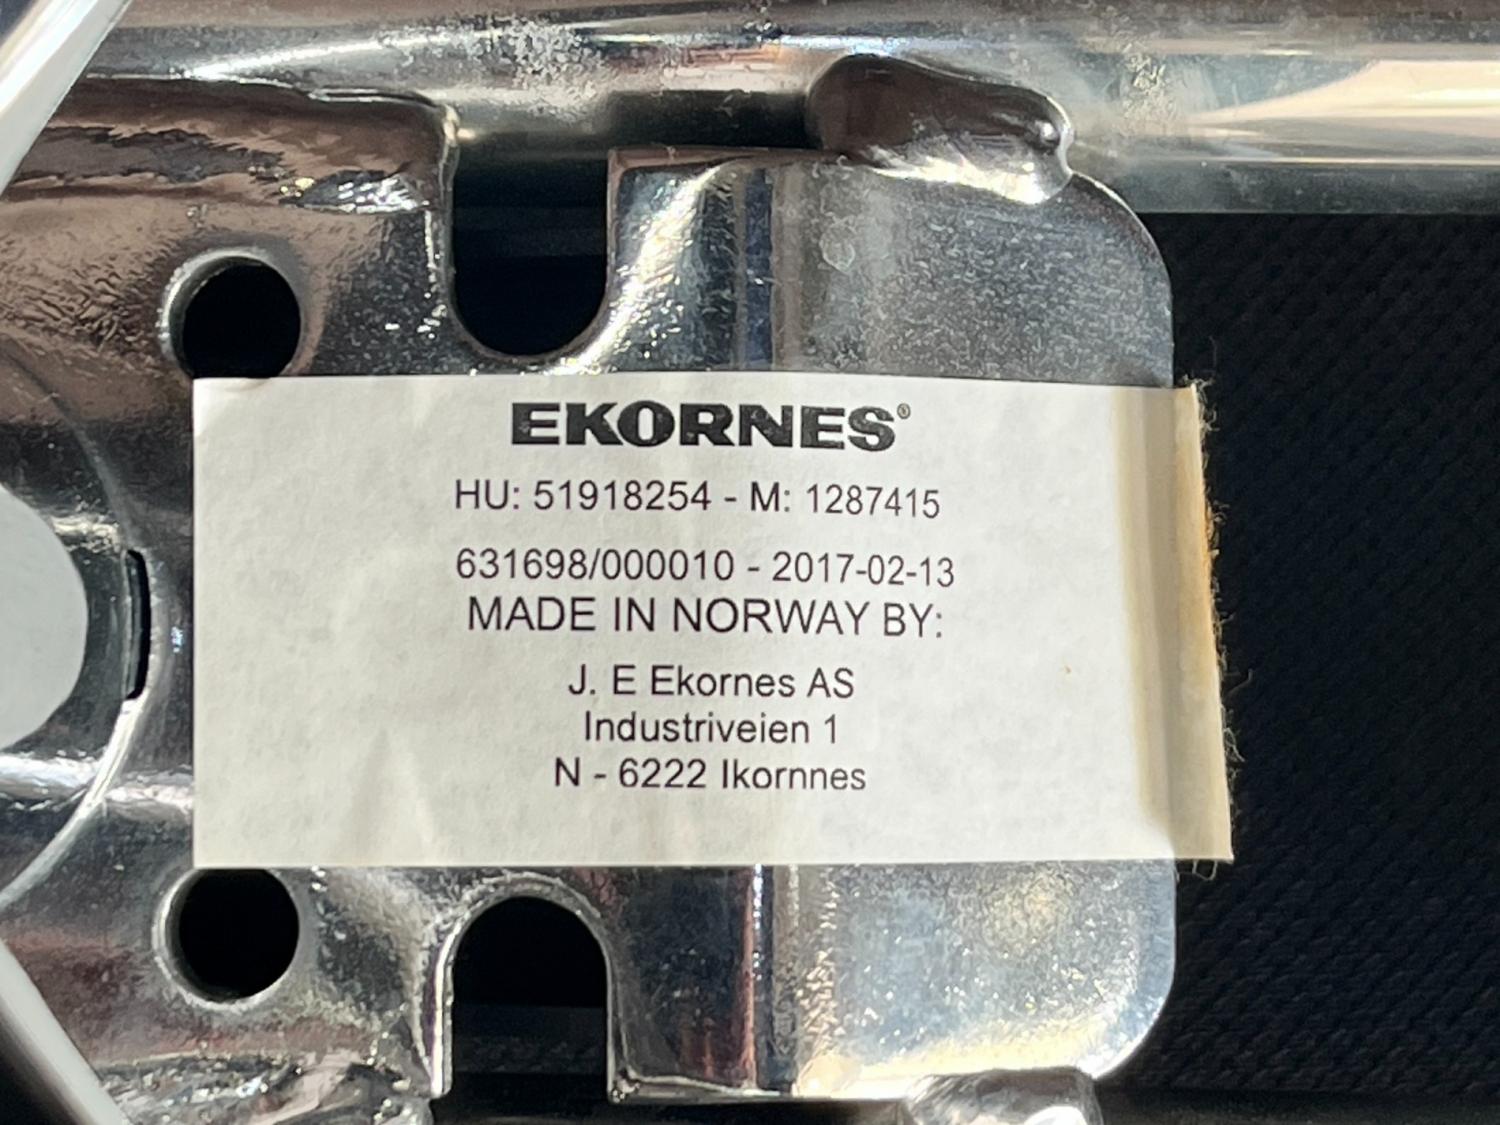 EKORNES®
HU: 51918254 - M: 1287415
631698/000010 - 2017-02-13
MADE IN NORWAY BY:
J. E Ekornes AS
Industriveien 1
N - 6222 Ikornnes